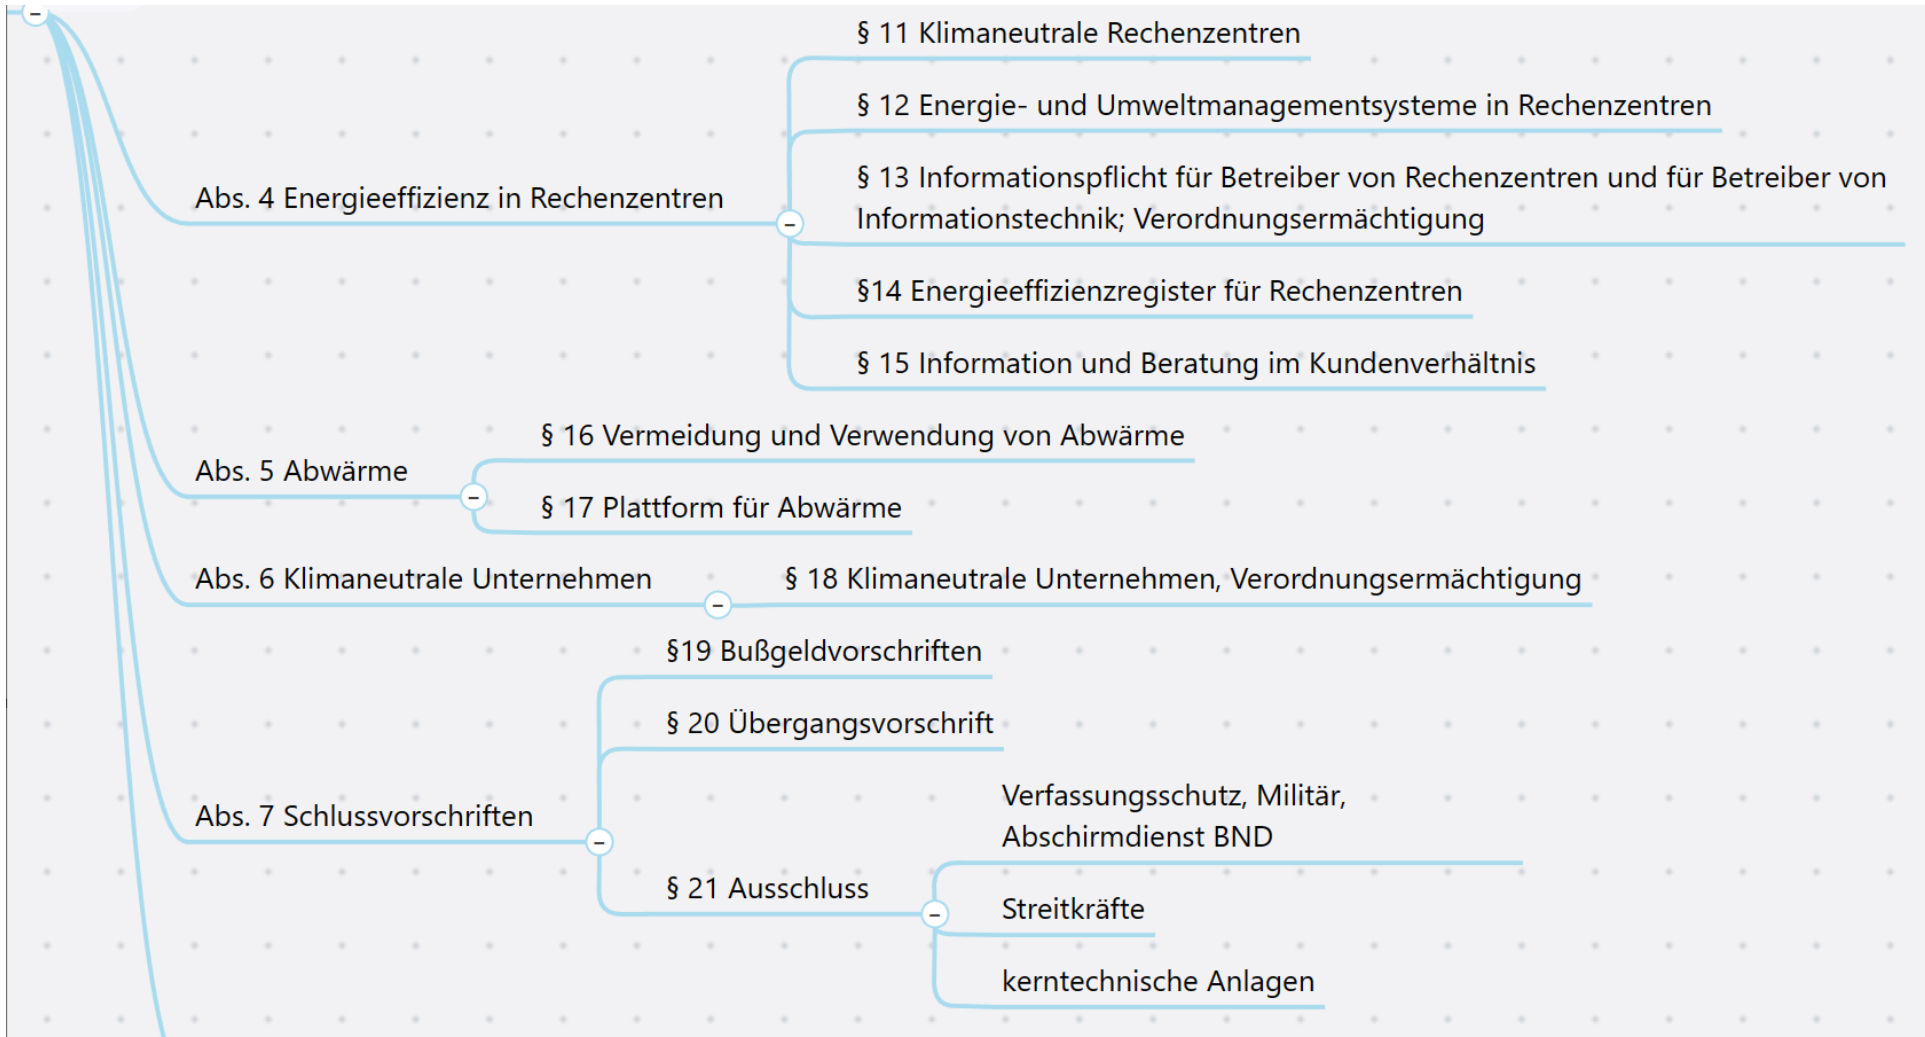 § 11 Klimaneutrale Rechenzentren
§ 12 Energie- und Umweltmanagementsysteme in Rechenzentren
Abs. 4 Energieeffizienz in Rechenzentren
§ 13 Informationspflicht für Betreiber von Rechenzentren und für Betreiber von
Informationstechnik; Verordnungsermächtigung
§14 Energieeffizienzregister für Rechenzentren
§ 15 Information und Beratung im Kundenverhältnis
Abs. 5 Abwärme
§ 16 Vermeidung und Verwendung von Abwärme
§ 17 Plattform für Abwärme
Abs. 6 Klimaneutrale Unternehmen
§ 18 Klimaneutrale Unternehmen, Verordnungsermächtigung
Abs. 7 Schlussvorschriften
§19 Bußgeldvorschriften
§ 20 Übergangsvorschrift
§ 21 Ausschluss
Verfassungsschutz, Militär,
Abschirmdienst BND
Streitkräfte
kerntechnische Anlagen